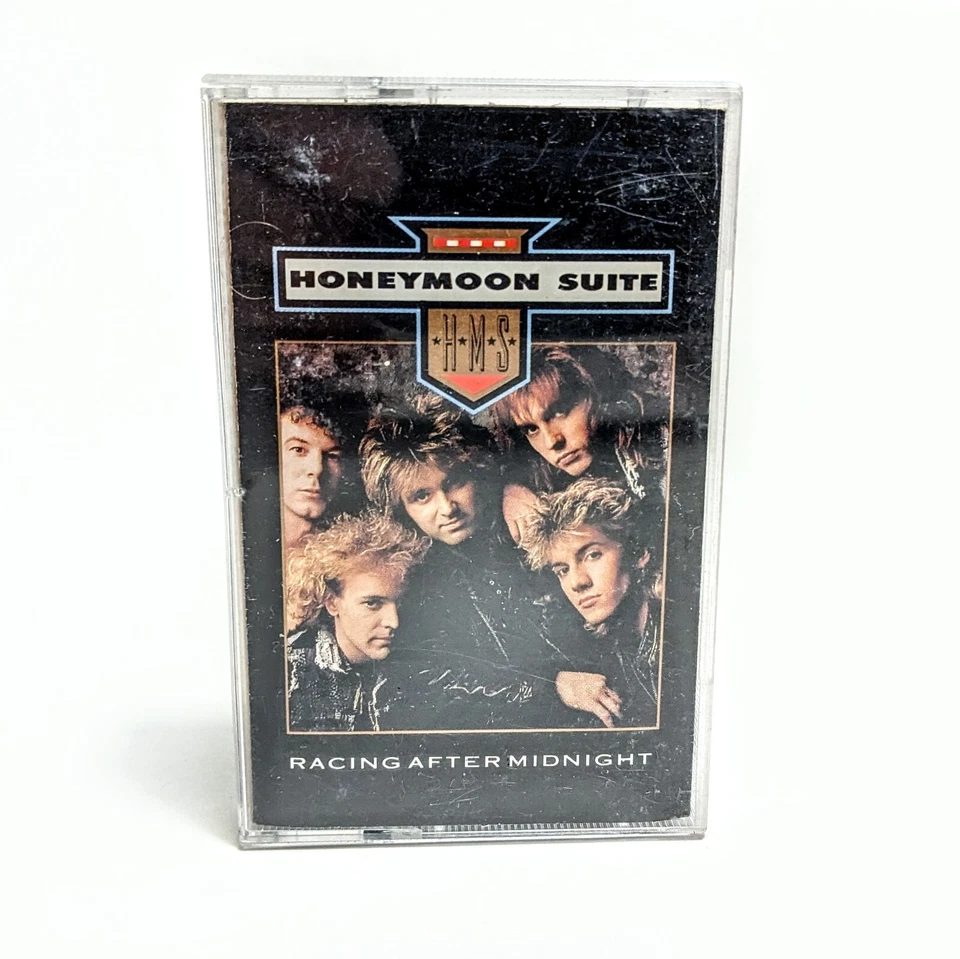 HONEYMOON SUITE
★H★M★S★
RACING AFTER MIDNIGHT